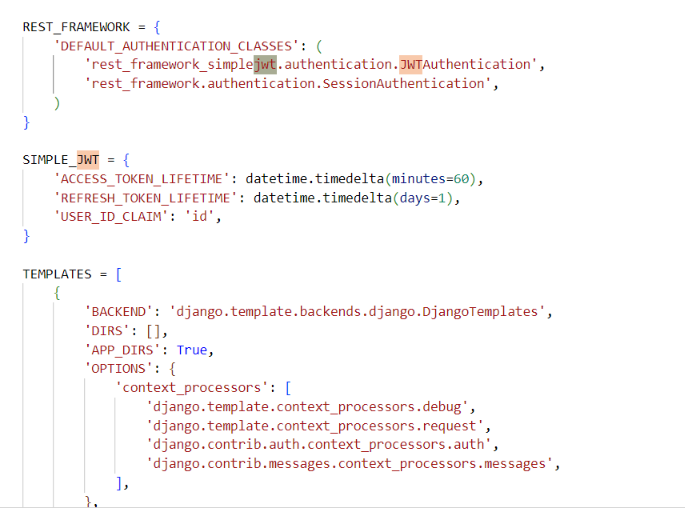 REST_FRAMEWORK = {
    'DEFAULT_AUTHENTICATION_CLASSES': (
        'rest_framework_simplejwt.authentication.JWTAuthentication',
        'rest_framework.authentication.SessionAuthentication',
    )
}

SIMPLE_JWT = {
    'ACCESS_TOKEN_LIFETIME': datetime.timedelta(minutes=60),
    'REFRESH_TOKEN_LIFETIME': datetime.timedelta(days=1),
    'USER_ID_CLAIM': 'id',
}

TEMPLATES = [
    {
        'BACKEND': 'django.template.backends.django.DjangoTemplates',
        'DIRS': [],
        'APP_DIRS': True,
        'OPTIONS': {
            'context_processors': [
                'django.template.context_processors.debug',
                'django.template.context_processors.request',
                'django.contrib.auth.context_processors.auth',
                'django.contrib.messages.context_processors.messages',
            ],
        },